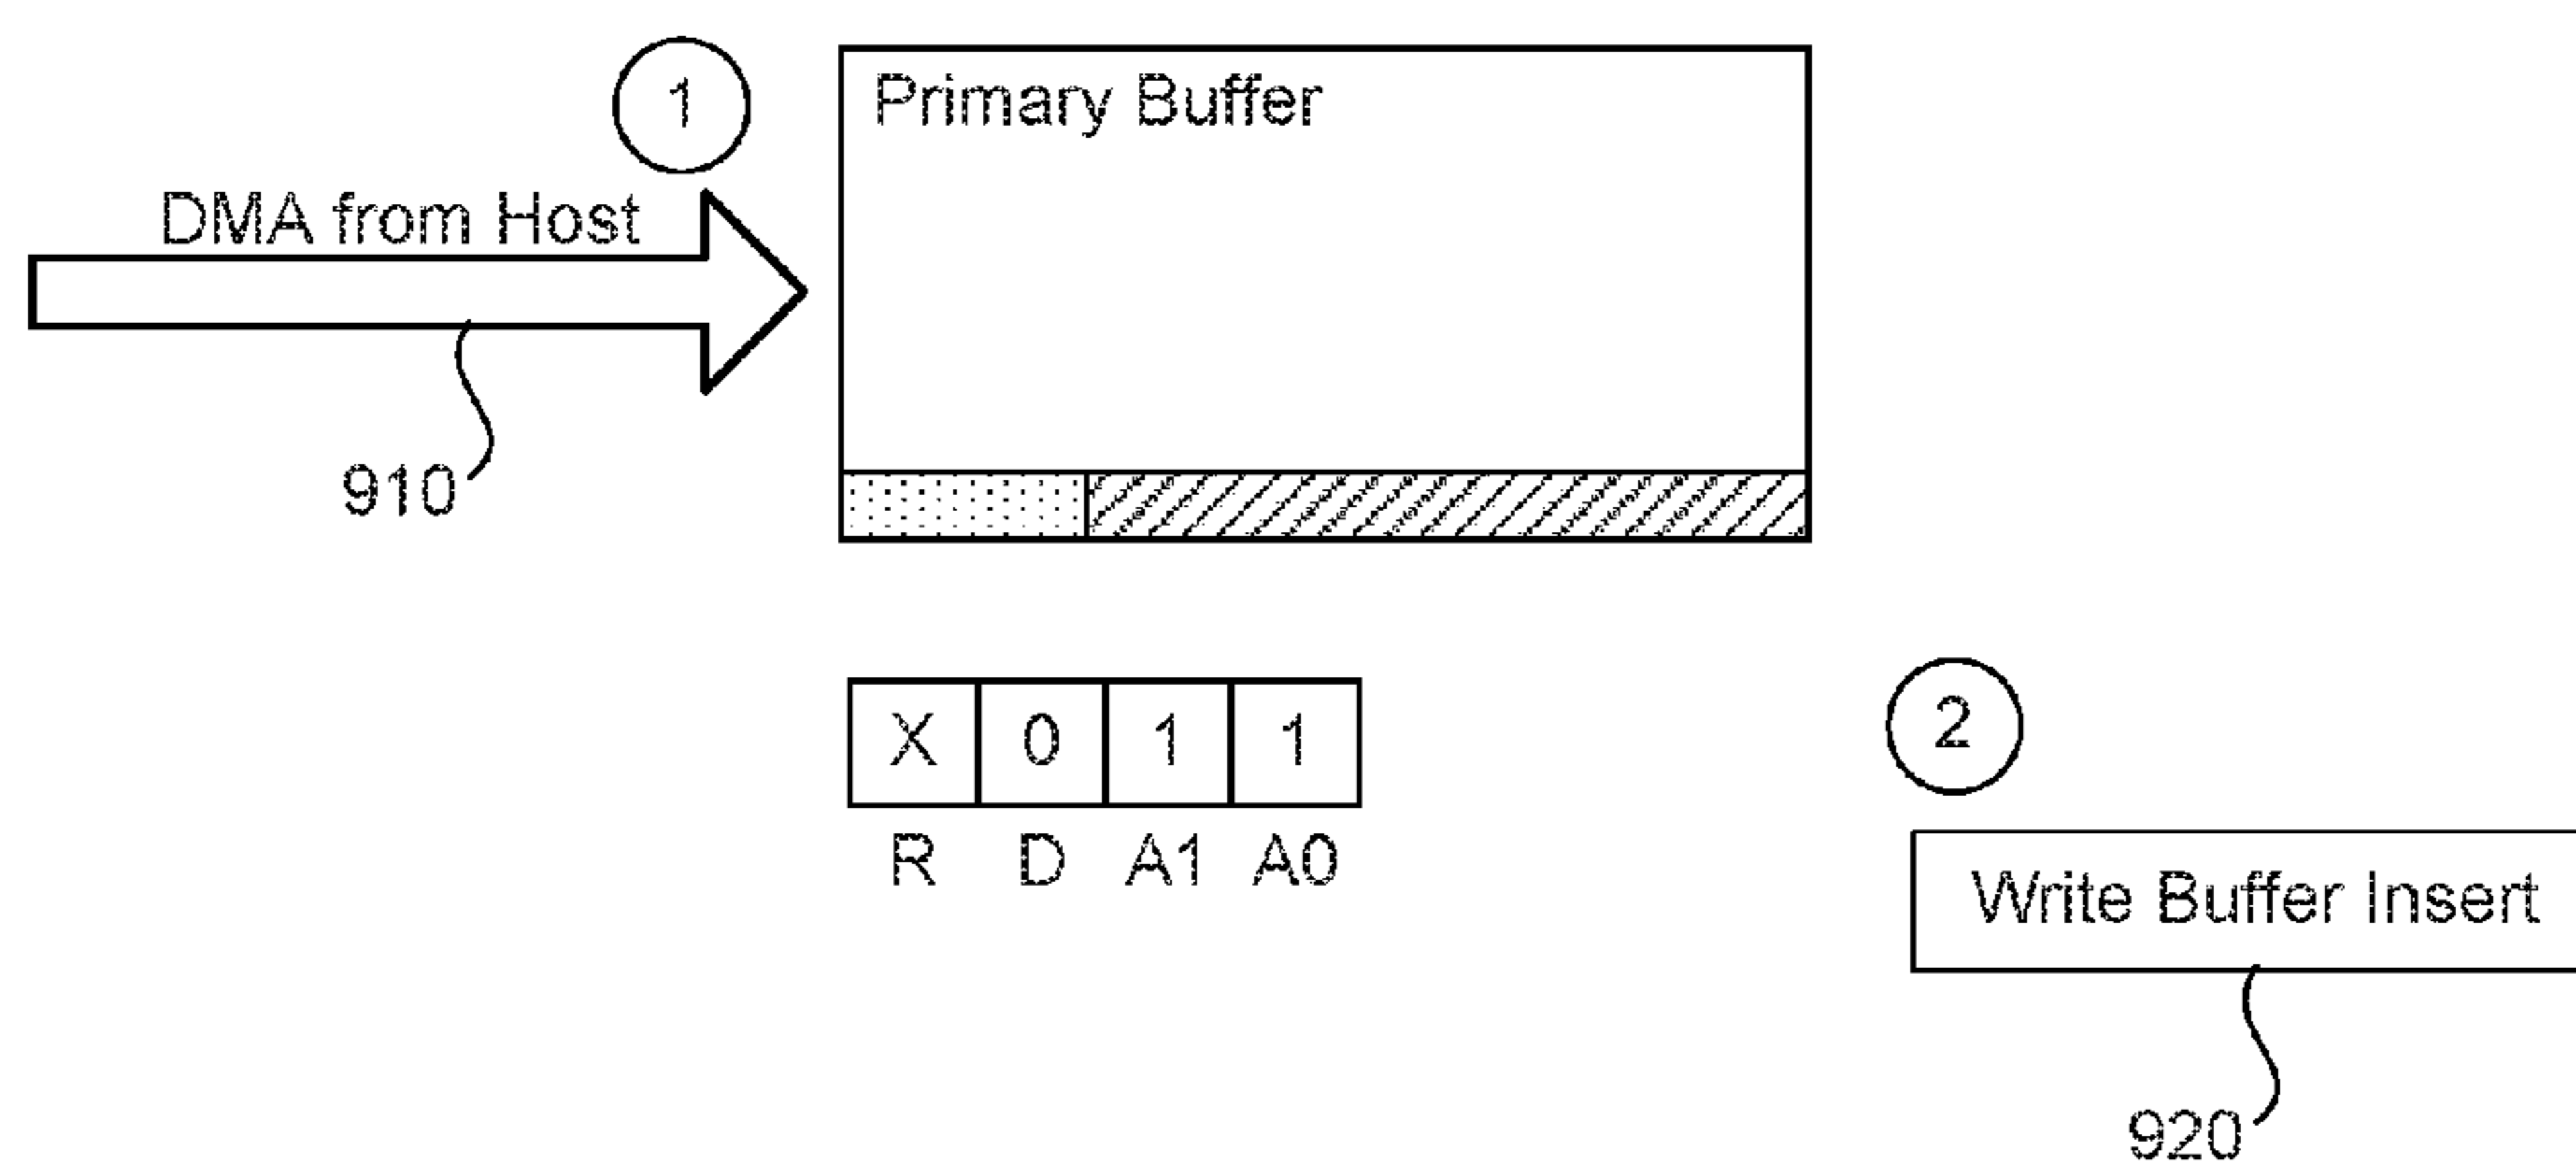 1
Primary Buffer
DMA from Host
910
X 0 1 1
R D A1 A0
2
Write Buffer Insert
920